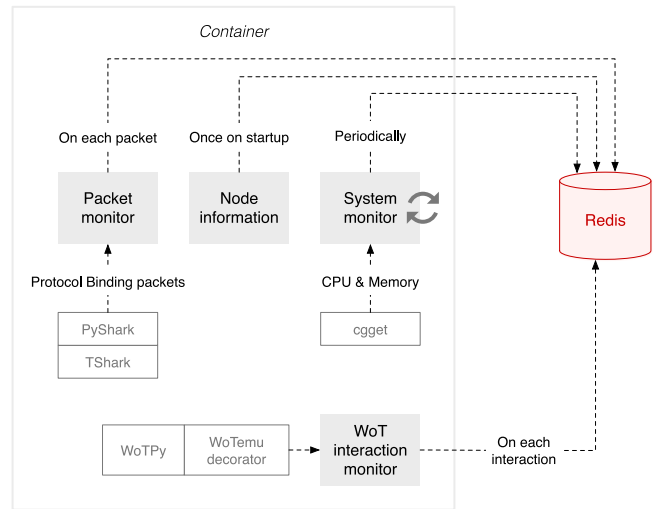 Container
On each packet
Once on startup
Periodically
Packet
monitor
Node
information
System
monitor
Redis
Protocol Binding packets
CPU & Memory
PyShark
TShark
cgget
WoTPy
WoTemu
decorator
WoT
interaction
monitor
On each
interaction